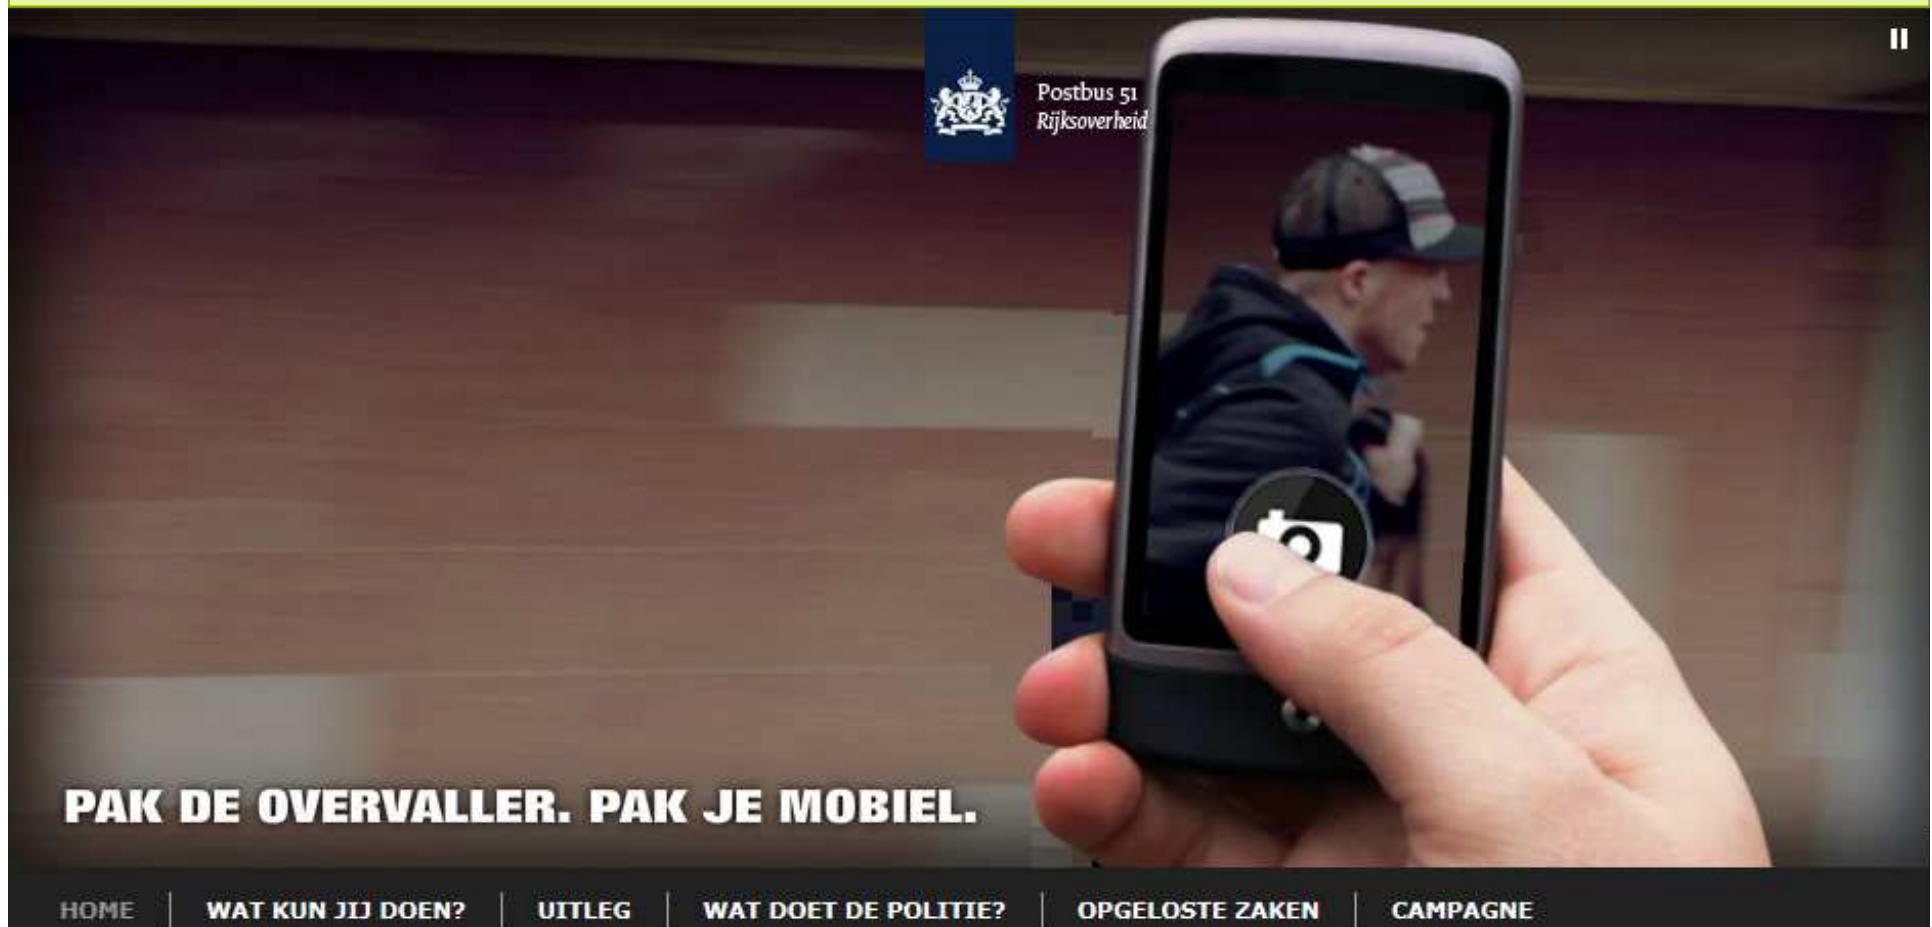 Postbus 51
Rijksoverheid
PAK DE OVERVALLER. PAK JE MOBIEL.
HOME
WAT KUN JIJ DOEN?
UITLEG
WAT DOET DE POLITIE?
OPGELOSTE ZAKEN
CAMPAGNE